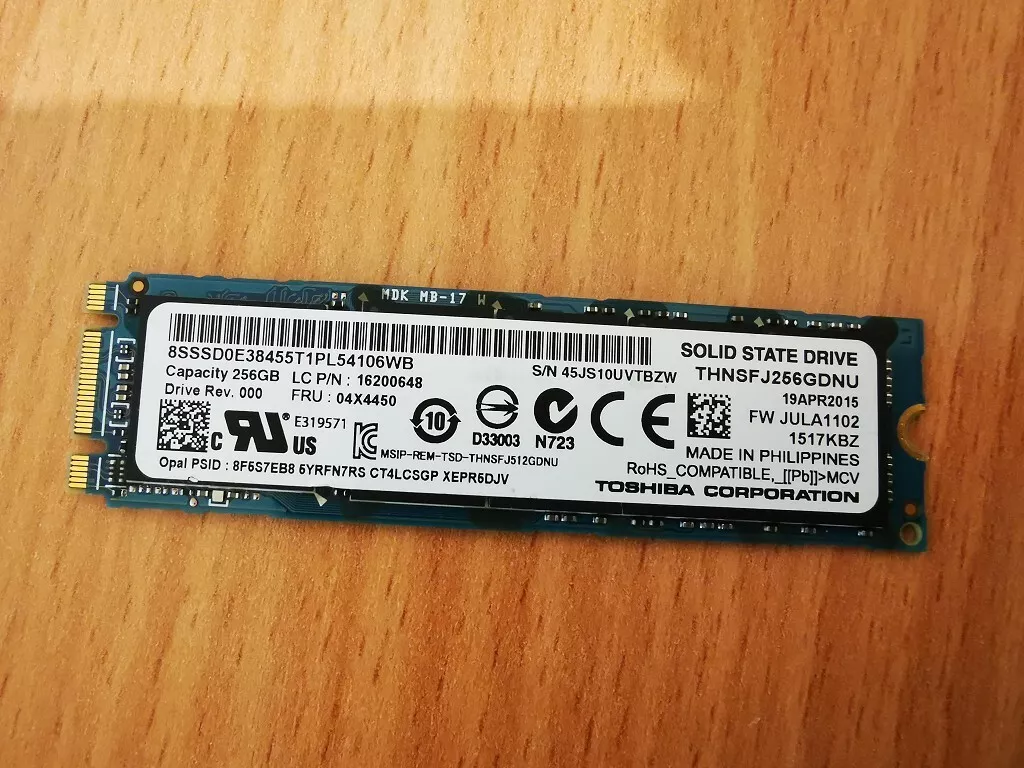 MDK MB-17 W
8SSSD0E38455T1PL54106WB
Capacity 256GB LC P/N : 16200648
Drive Rev. 000 FRU : 04X4450
S/N 45JS10UVTBZW
SOLID STATE DRIVE
THNSFJ256GDNU
19APR2015
FW JULA1102
1517KBZ
MADE IN PHILIPPINES
RoHS_COMPATIBLE,_[[Pb]]>MCV
TOSHIBA CORPORATION
E319571
c RU® US
10
D33003
N723
CE
MSIP-REM-TSD-THNSFJ512GDNU
Opal PSID : 8F6S7EB8 6YRFN7RS CT4LCSGP XEPR6DJV